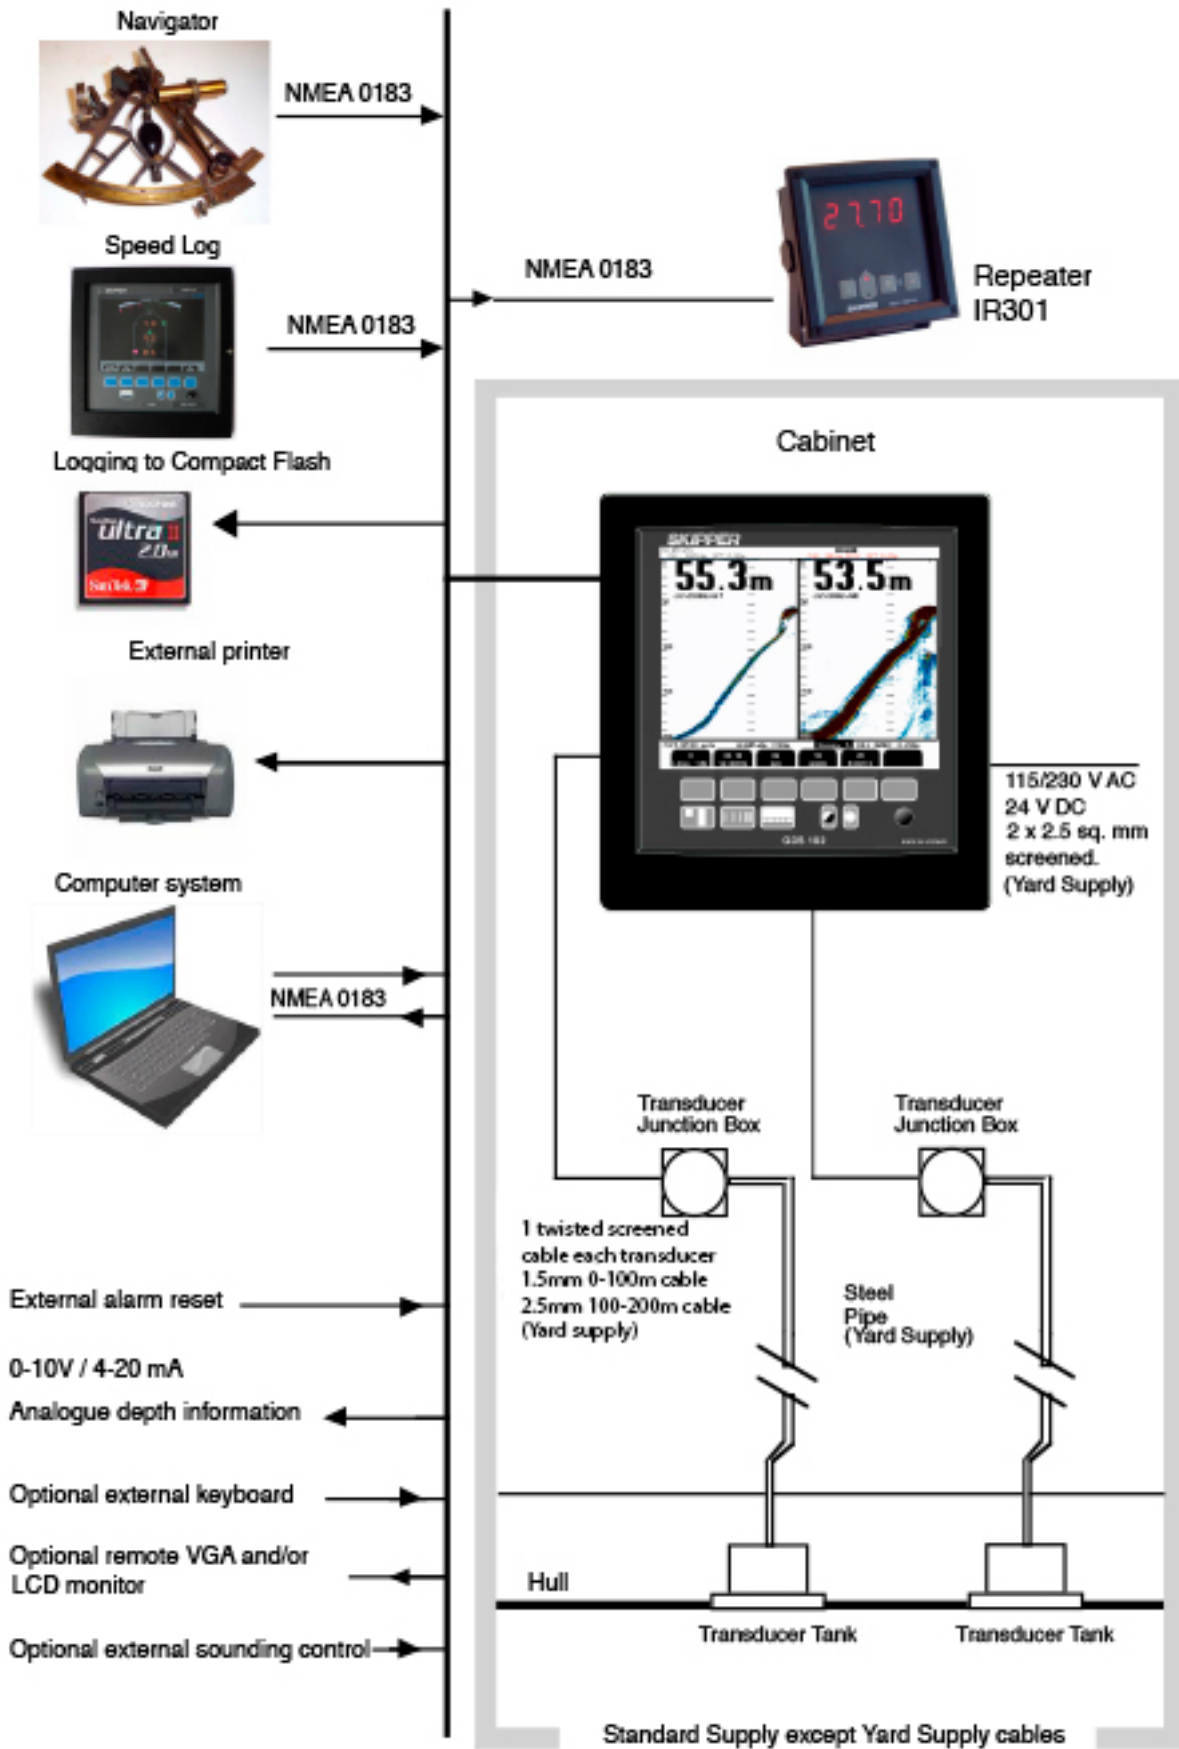 Navigator
NMEA 0183
Speed Log
NMEA 0183
NMEA 0183
27.70
Repeater
IR301
Logging to Compact Flash
ultra II
2.0
SanDisk
Cabinet
SKIPPER
55.3m
53.5m
External printer
115/230 V AC
24 V DC
2 x 2.5 sq. mm
screened.
(Yard Supply)
Computer system
NMEA 0183
Transducer
Junction Box
Transducer
Junction Box
1 twisted screened
cable each transducer
1.5mm 0-100m cable
2.5mm 100-200m cable
(Yard supply)
Steel
Pipe
(Yard Supply)
External alarm reset
0-10V / 4-20 mA
Analogue depth information
Optional external keyboard
Optional remote VGA and/or
LCD monitor
Optional external sounding control
Hull
Transducer Tank
Transducer Tank
Standard Supply except Yard Supply cables